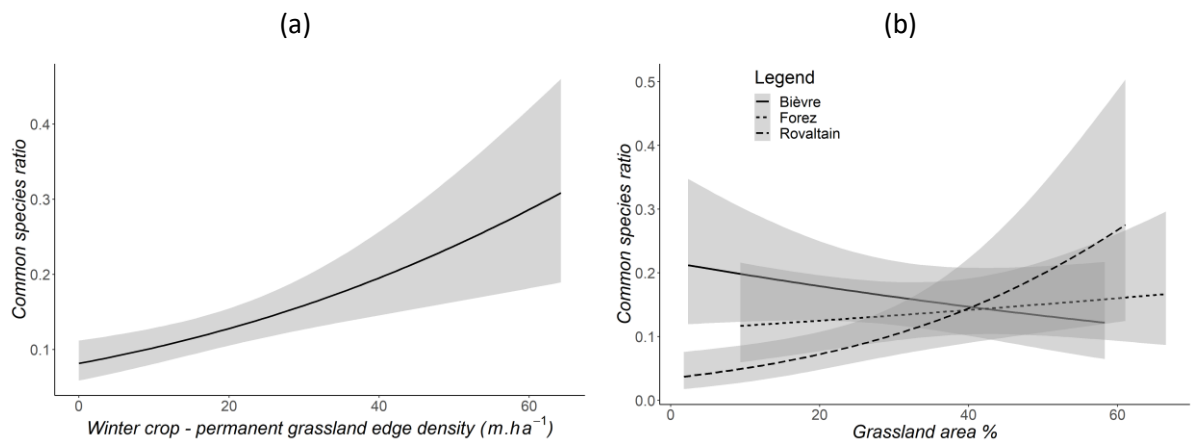 (a)
Common species ratio
0.4
0.3
0.2
0.1
0
20
40
60
Winter crop - permanent grassland edge density (m.ha⁻¹)
(b)
Common species ratio
0.5
0.4
0.3
0.2
0.1
0.0
Legend
Bièvre
Forez
Rovaltain
0
20
40
60
Grassland area %